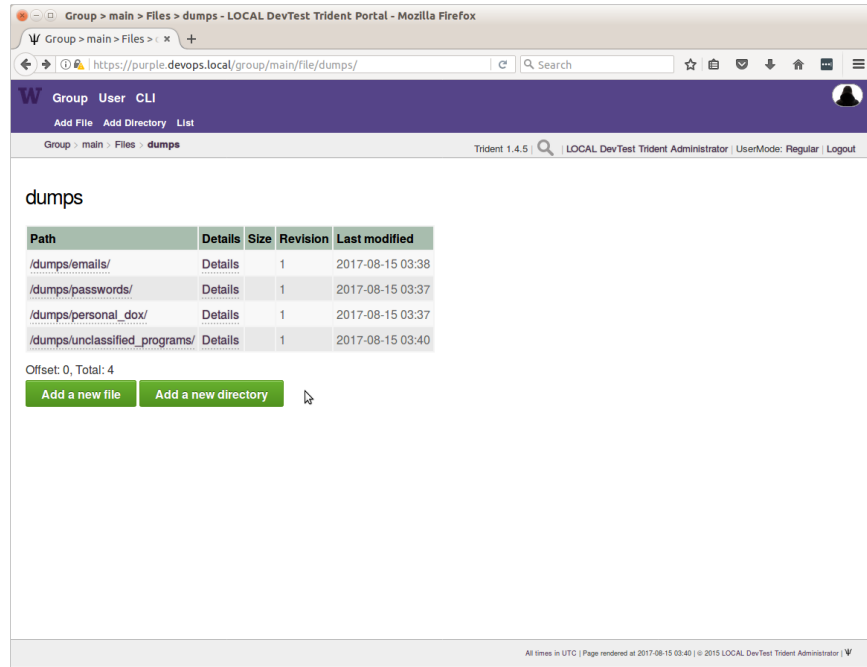 Group > main > Files > dumps - LOCAL DevTest Trident Portal - Mozilla Firefox
Ψ Group > main > Files > d × +
https://purple.devops.local/group/main/file/dumps/ Search
W Group User CLI
Add File Add Directory List
Group > main > Files > dumps
Trident 1.4.5 | | LOCAL DevTest Trident Administrator | UserMode: Regular | Logout
dumps
Path Details Size Revision Last modified
/dumps/emails/ Details 1 2017-08-15 03:38
/dumps/passwords/ Details 1 2017-08-15 03:37
/dumps/personal_dox/ Details 1 2017-08-15 03:37
/dumps/unclassified_programs/ Details 1 2017-08-15 03:40
Offset: 0, Total: 4
Add a new file Add a new directory
All times in UTC | Page rendered at 2017-08-15 03:40 | © 2015 LOCAL DevTest Trident Administrator | Ψ